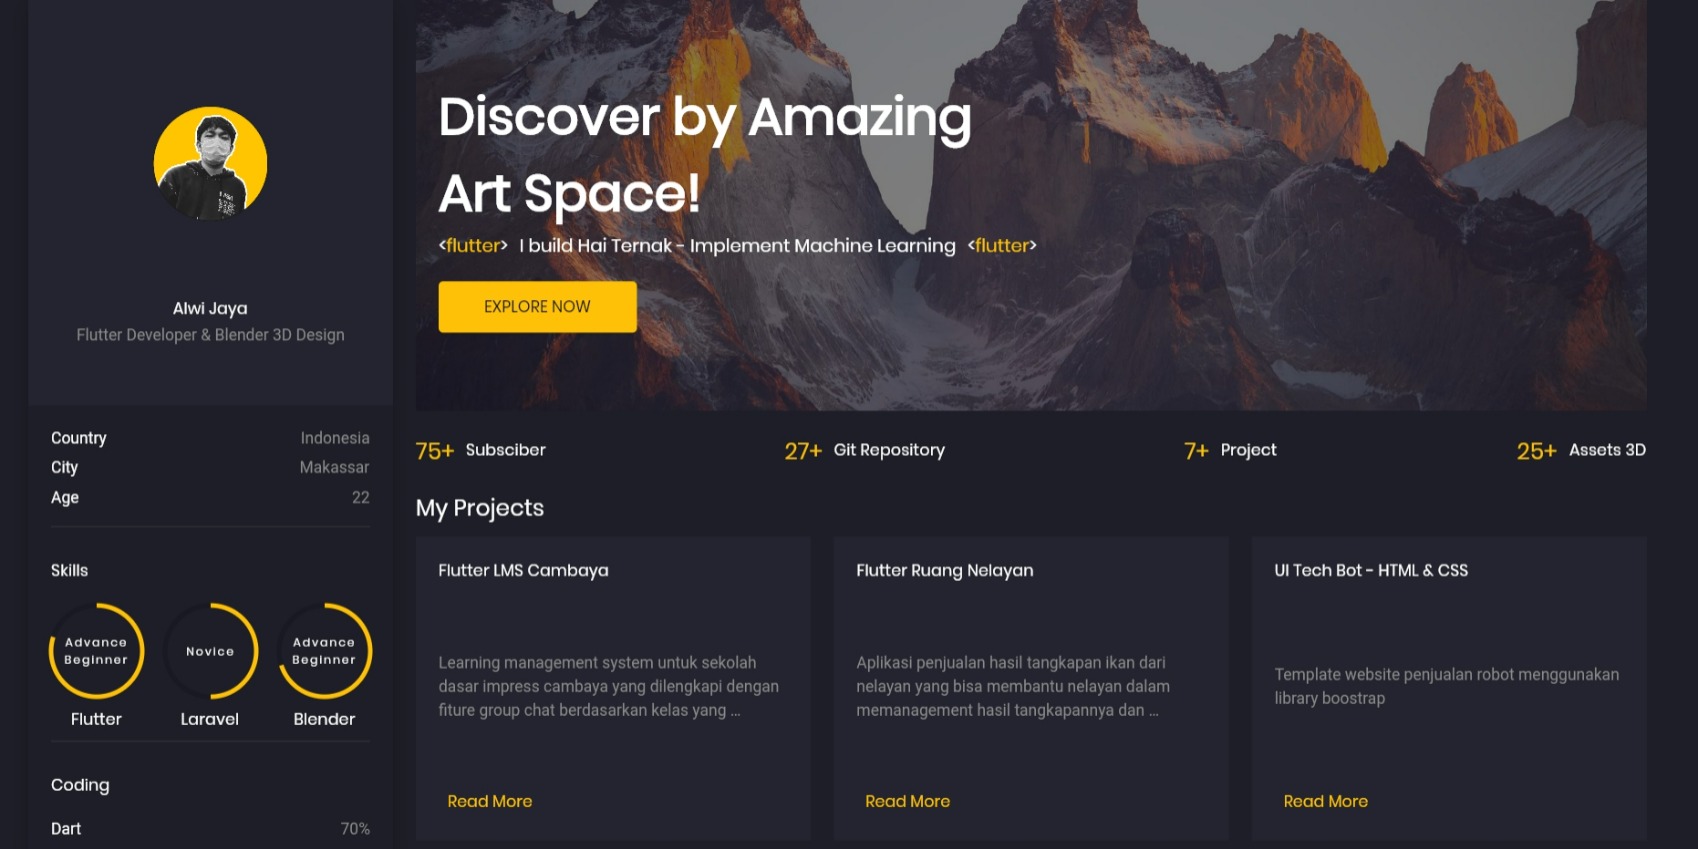 Alwi Jaya
Flutter Developer & Blender 3D Design
Country Indonesia
City Makassar
Age 22
Skills
Advance
Beginner
Flutter
Novice
Laravel
Advance
Beginner
Blender
Coding
Dart 70%
Discover by Amazing
Art Space!
<flutter> I build Hai Ternak - Implement Machine Learning <flutter>
EXPLORE NOW
75+ Subsciber
27+ Git Repository
7+ Project
25+ Assets 3D
My Projects
Flutter LMS Cambaya
Learning management system untuk sekolah
dasar impress cambaya yang dilengkapi dengan
fiture group chat berdasarkan kelas yang ...
Read More
Flutter Ruang Nelayan
Aplikasi penjualan hasil tangkapan ikan dari
nelayan yang bisa membantu nelayan dalam
memanagement hasil tangkapannya dan ...
Read More
UI Tech Bot - HTML & CSS
Template website penjualan robot menggunakan
library boostrap
Read More